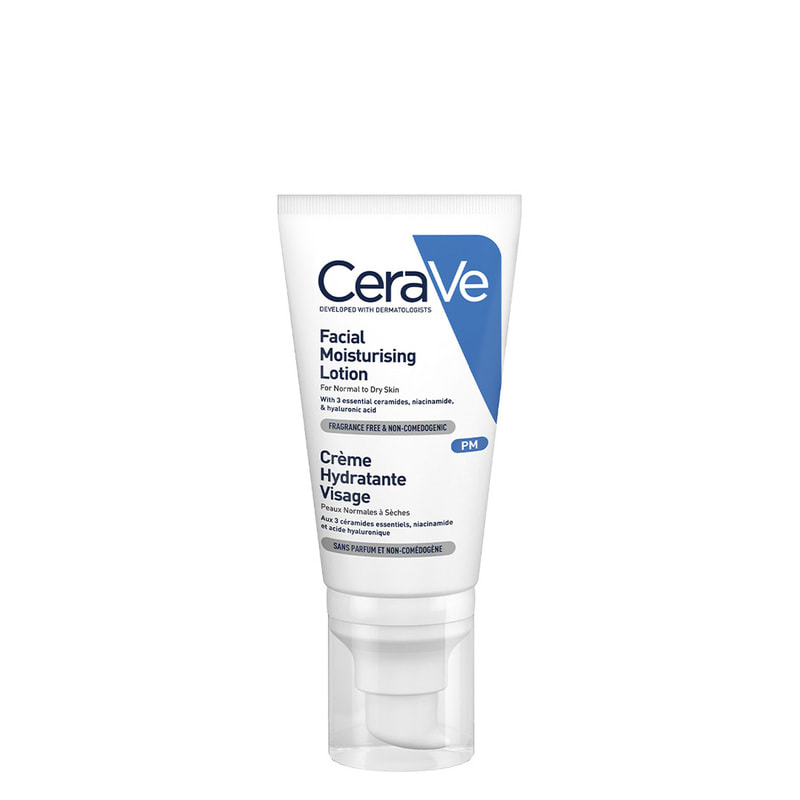 CeraVe
DEVELOPED WITH DERMATOLOGISTS
Facial
Moisturising
Lotion
For Normal to Dry Skin
With 3 essential ceramides, niacinamide,
& hyaluronic acid
FRAGRANCE FREE & NON-COMEDOGENIC
PM
Crème
Hydratante
Visage
Peaux Normales à Sèches
Aux 3 céramides essentiels, niacinamide
et acide hyaluronique
SANS PARFUM ET NON-COMÉDOGÈNE